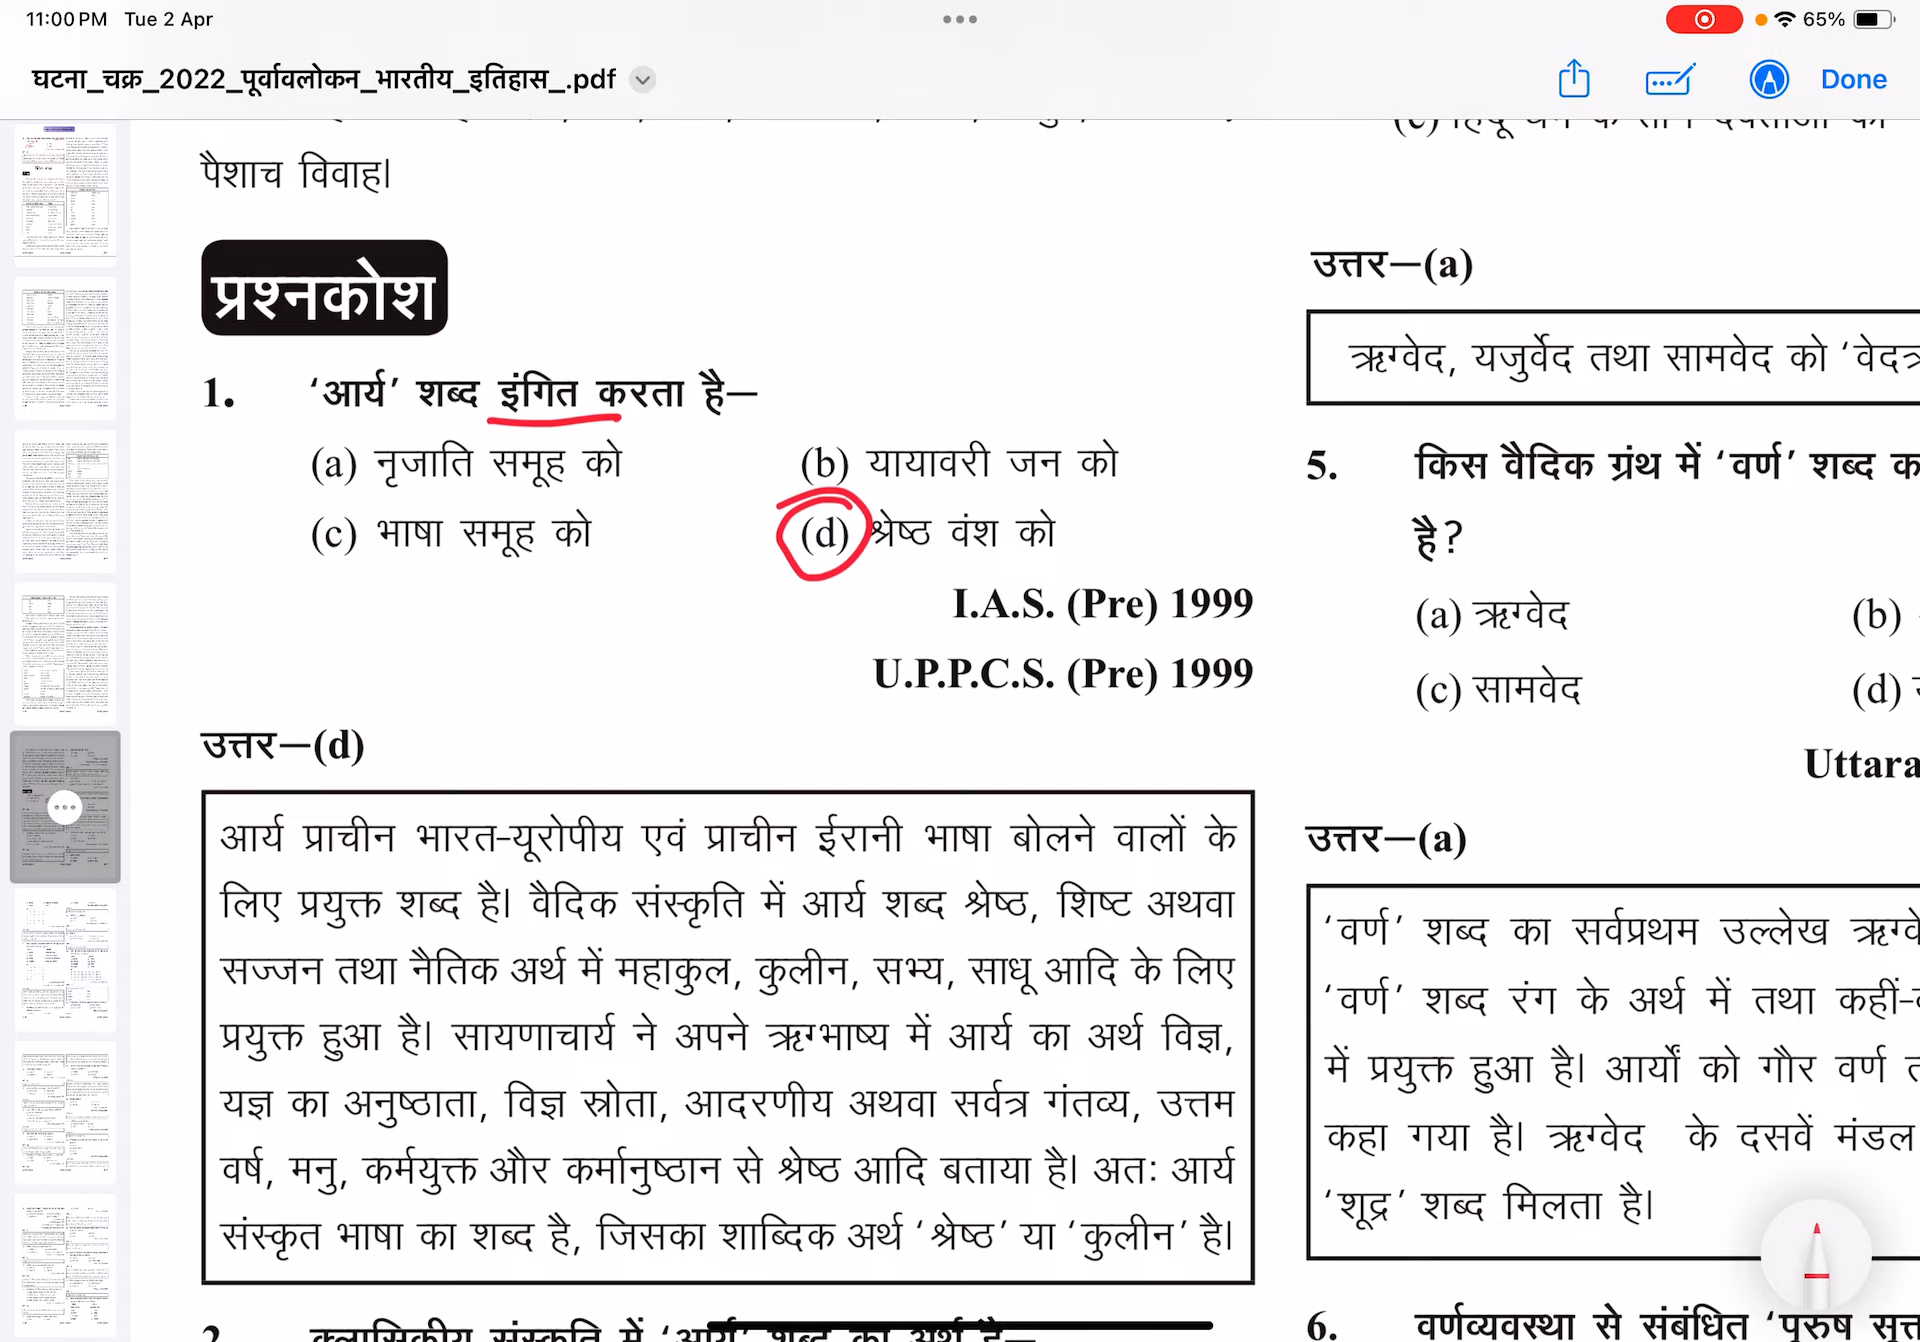 11:00 PM Tue 2 Apr
65%
घटना_चक्र_2022_पूर्वावलोकन_भारतीय_इतिहास_.pdf
Done
पैशाच विवाह।
प्रश्नकोश
1. ‘आर्य’ शब्द इंगित करता है–
(a) नृजाति समूह को (b) यायावरी जन को
(c) भाषा समूह को (d) श्रेष्ठ वंश को
I.A.S. (Pre) 1999
U.P.P.C.S. (Pre) 1999
उत्तर–(d)
आर्य प्राचीन भारत-यूरोपीय एवं प्राचीन ईरानी भाषा बोलने वालों के
लिए प्रयुक्त शब्द है। वैदिक संस्कृति में आर्य शब्द श्रेष्ठ, शिष्ट अथवा
सज्जन तथा नैतिक अर्थ में महाकुल, कुलीन, सभ्य, साधू आदि के लिए
प्रयुक्त हुआ है। सायणाचार्य ने अपने ऋग्भाष्य में आर्य का अर्थ विज्ञ,
यज्ञ का अनुष्ठाता, विज्ञ स्रोता, आदरणीय अथवा सर्वत्र गंतव्य, उत्तम
वर्ष, मनु, कर्मयुक्त और कर्मानुष्ठान से श्रेष्ठ आदि बताया है। अतः आर्य
संस्कृत भाषा का शब्द है, जिसका शाब्दिक अर्थ ‘श्रेष्ठ’ या ‘कुलीन’ है।
उत्तर–(a)
ऋग्वेद, यजुर्वेद तथा सामवेद को
5. किस वैदिक ग्रंथ में ‘वर्ण’ शब्द
है?
(a) ऋग्वेद (b)
(c) सामवेद (d)
उत्तर–(a)
‘वर्ण’ शब्द का सर्वप्रथम उल्लेख
‘वर्ण’ शब्द रंग के अर्थ में तथा
में प्रयुक्त हुआ है। आर्यों को गौर वर्ण
कहा गया है। ऋग्वेद के दसवें मंडल
‘शूद्र’ शब्द मिलता है।
6. वर्णव्यवस्था से संबंधित ‘पुरुष